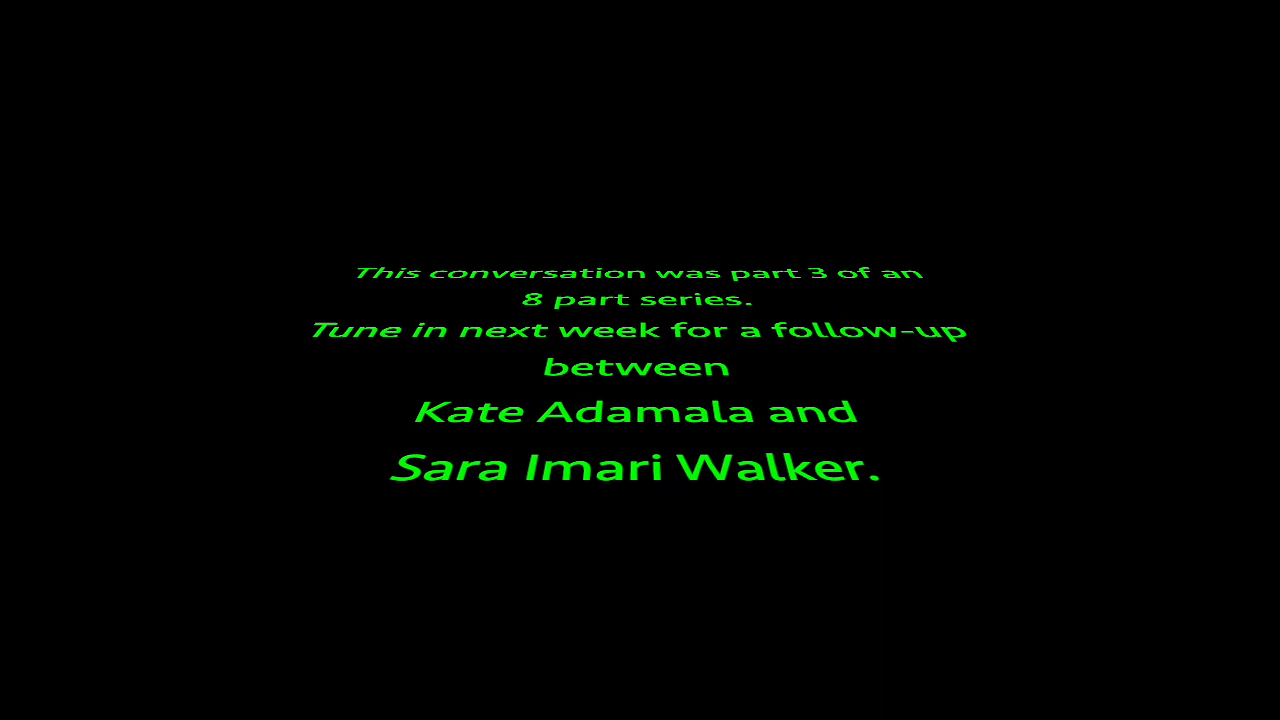 This conversation was part 3 of an
8 part series.
Tune in next week for a follow-up
between
Kate Adamala and
Sara Imari Walker.